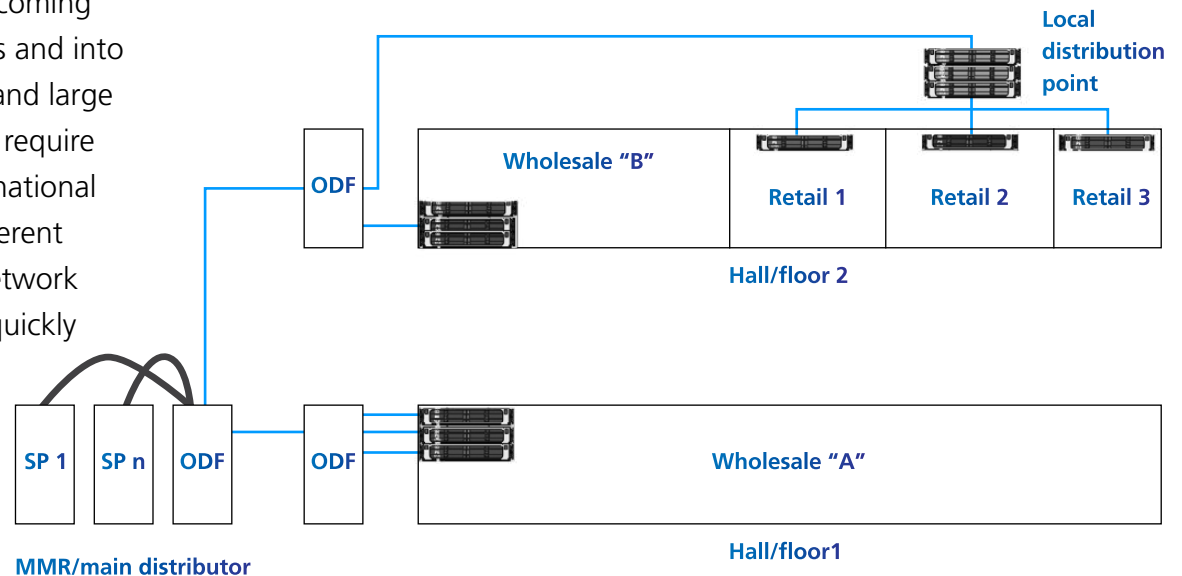 coming
s and into
and large
require
national
erent
twork
quickly
Local
distribution
point
ODF
Wholesale “B”
Retail 1
Retail 2
Retail 3
Hall/floor 2
SP 1
SP n
ODF
ODF
Wholesale “A”
Hall/floor1
MMR/main distributor